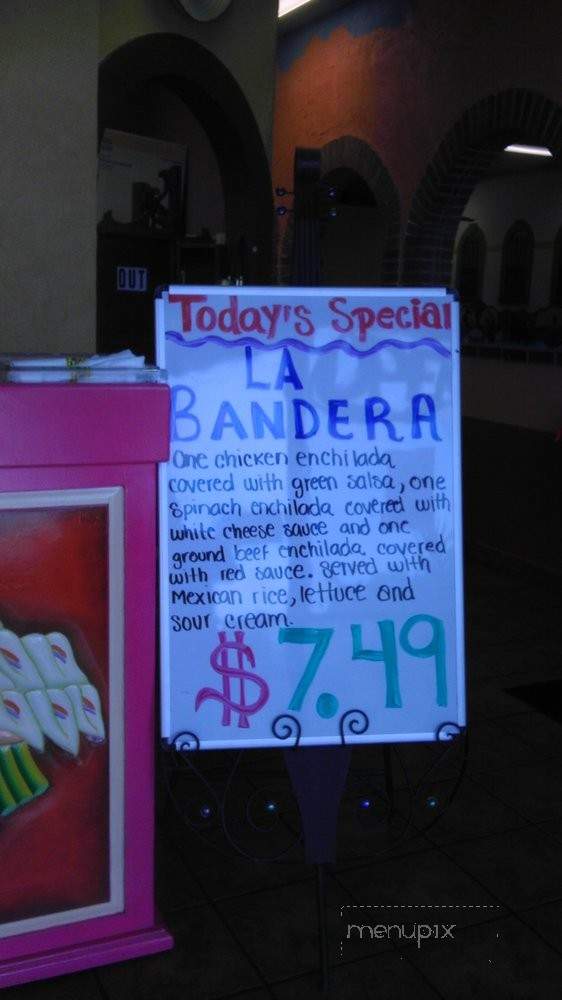 OUT
Today's Special
LA
BANDERA
One chicken enchilada
covered with green salsa, one
spinach enchilada covered with
white cheese sauce and one
ground beef enchilada covered
with red sauce. Served with
Mexican rice, lettuce and
sour cream.
$7.49
menupix